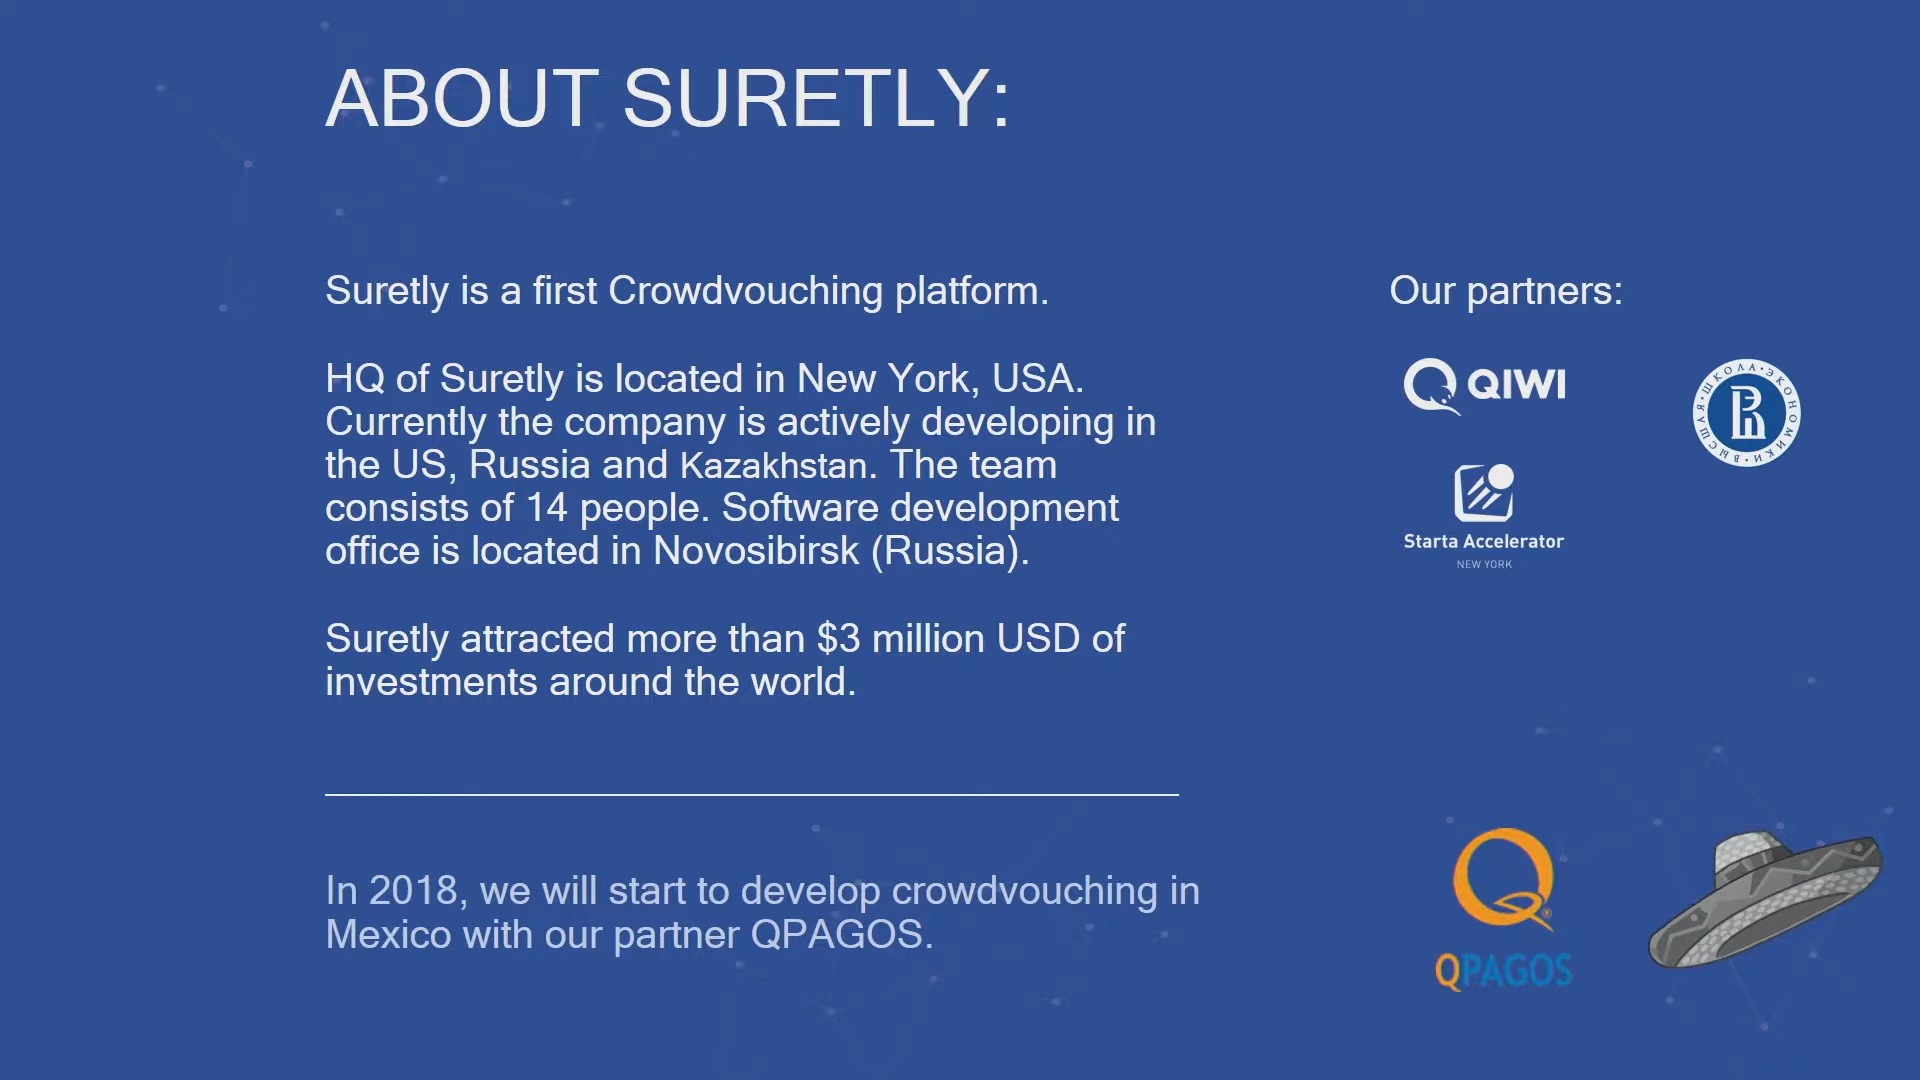 ABOUT SURETLY:
Suretly is a first Crowdvouching platform.
HQ of Suretly is located in New York, USA.
Currently the company is actively developing in
the US, Russia and Kazakhstan. The team
consists of 14 people. Software development
office is located in Novosibirsk (Russia).
Suretly attracted more than $3 million USD of
investments around the world.
Our partners:
QIWI
ВЫСШАЯ • ШКОЛА • ЭКОНОМИКИ •
Starta Accelerator
NEW YORK
In 2018, we will start to develop crowdvouching in
Mexico with our partner QPAGOS.
®
QPAGOS